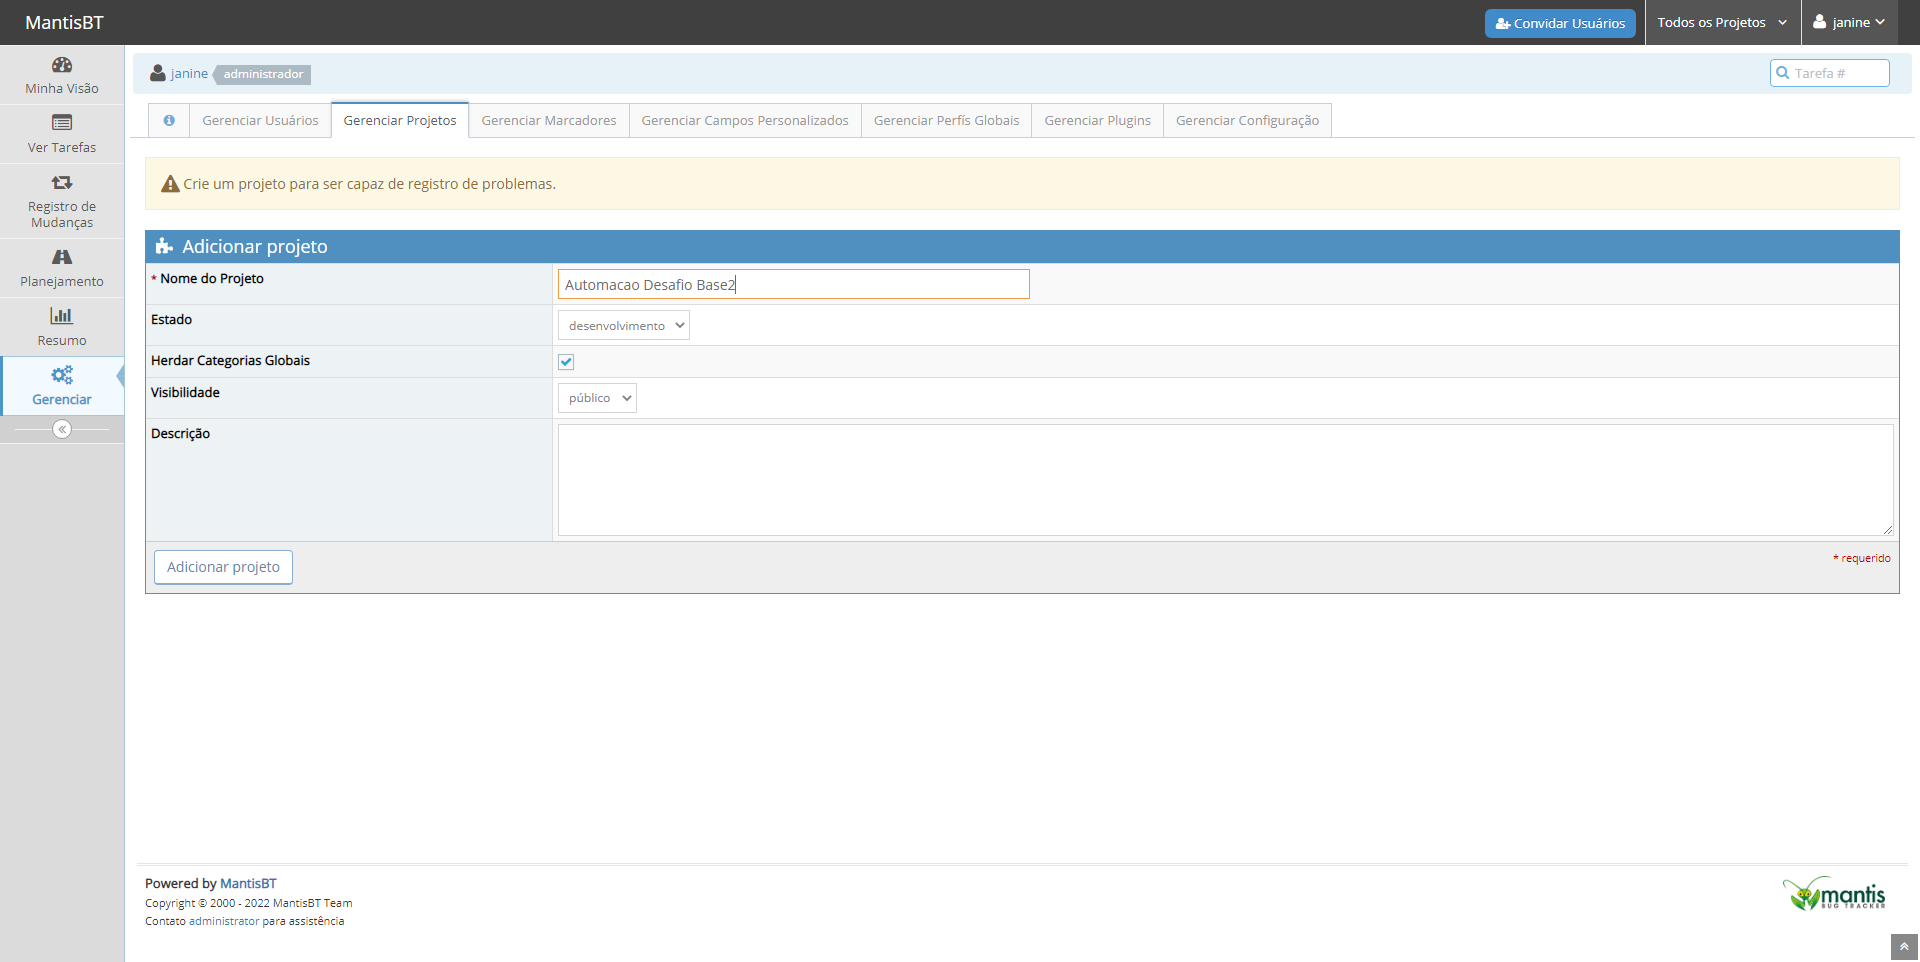 MantisBT
Convidar Usuários
Todos os Projetos
janine
Minha Visão
Ver Tarefas
Registro de
Mudanças
Planejamento
Resumo
Gerenciar
janine
administrador
Tarefa #
Gerenciar Usuários
Gerenciar Projetos
Gerenciar Marcadores
Gerenciar Campos Personalizados
Gerenciar Perfís Globais
Gerenciar Plugins
Gerenciar Configuração
Crie um projeto para ser capaz de registro de problemas.
Adicionar projeto
* Nome do Projeto
Automacao Desafio Base2
Estado
desenvolvimento
Herdar Categorias Globais
Visibilidade
público
Descrição
Adicionar projeto
* requerido
Powered by MantisBT
Copyright © 2000 - 2022 MantisBT Team
Contato administrator para assistência
mantis
BUG TRACKER